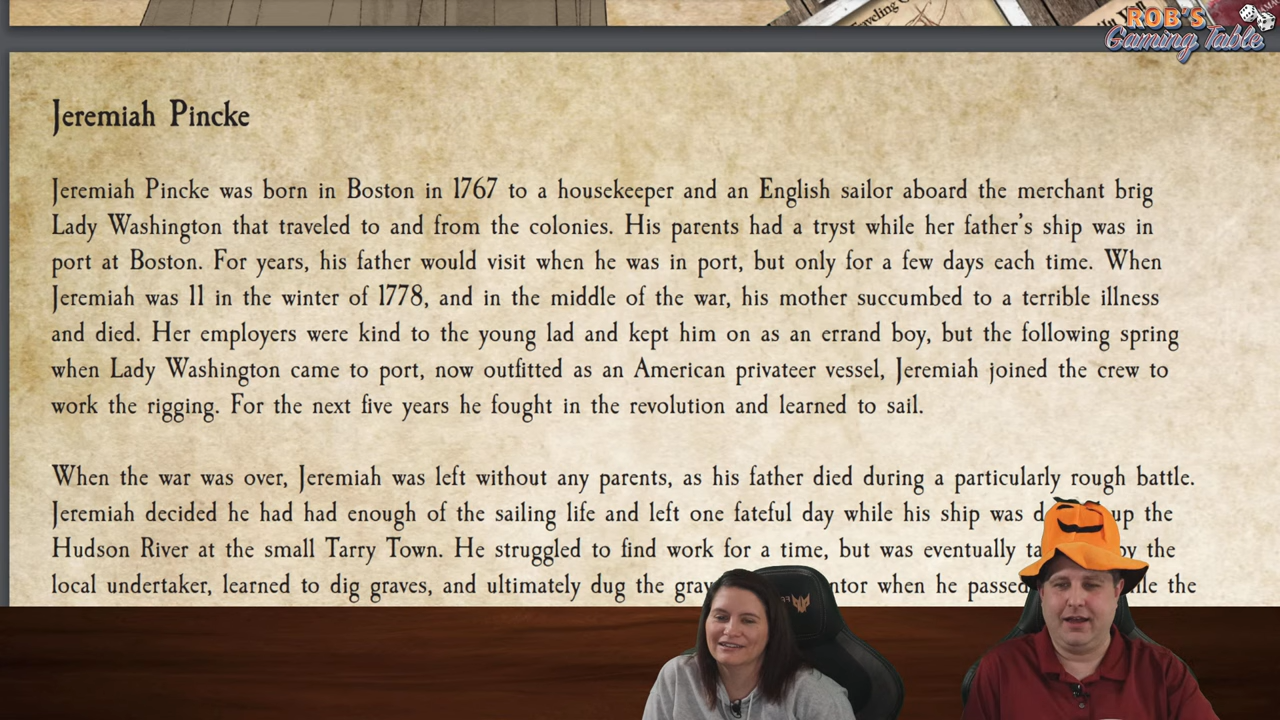 ROB'S
Gaming Table
Jeremiah Pincke
Jeremiah Pincke was born in Boston in 1767 to a housekeeper and an English sailor aboard the merchant brig
Lady Washington that traveled to and from the colonies. His parents had a tryst while her father's ship was in
port at Boston. For years, his father would visit when he was in port, but only for a few days each time. When
Jeremiah was 11 in the winter of 1778, and in the middle of the war, his mother succumbed to a terrible illness
and died. Her employers were kind to the young lad and kept him on as an errand boy, but the following spring
when Lady Washington came to port, now outfitted as an American privateer vessel, Jeremiah joined the crew to
work the rigging. For the next five years he fought in the revolution and learned to sail.
When the war was over, Jeremiah was left without any parents, as his father died during a particularly rough battle.
Jeremiah decided he had had enough of the sailing life and left one fateful day while his ship was up the
Hudson River at the small Tarry Town. He struggled to find work for a time, but was eventually by the
local undertaker, learned to dig graves, and ultimately dug the when he passed the